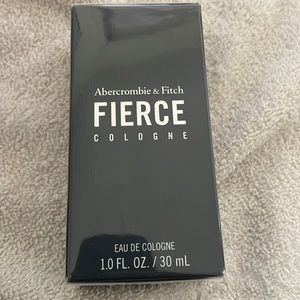 Abercrombie & Fitch
FIERCE
COLOGNE
EAU DE COLOGNE
1.0 FL. OZ. / 30 mL